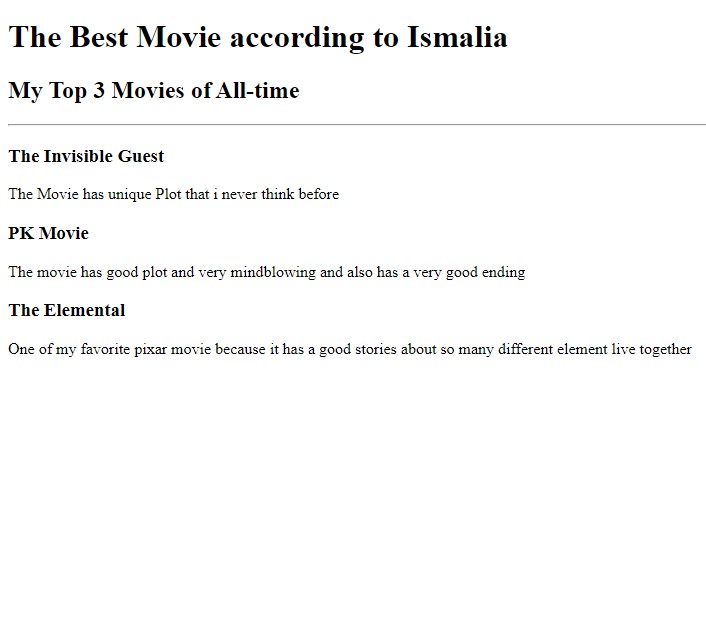 The Best Movie according to Ismalia
My Top 3 Movies of All-time
The Invisible Guest
The Movie has unique Plot that i never think before
PK Movie
The movie has good plot and very mindblowing and also has a very good ending
The Elemental
One of my favorite pixar movie because it has a good stories about so many different element live together